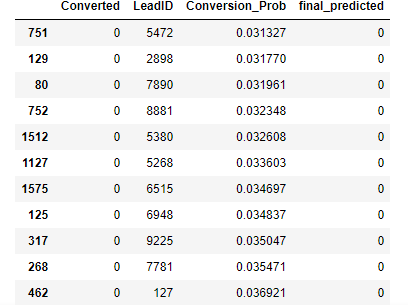 Converted LeadID Conversion_Prob final_predicted
751 0 5472 0.031327 0
129 0 2898 0.031770 0
80 0 7890 0.031961 0
752 0 8881 0.032348 0
1512 0 5380 0.032608 0
1127 0 5268 0.033603 0
1575 0 6515 0.034697 0
125 0 6948 0.034837 0
317 0 9225 0.035047 0
268 0 7781 0.035471 0
462 0 127 0.036921 0